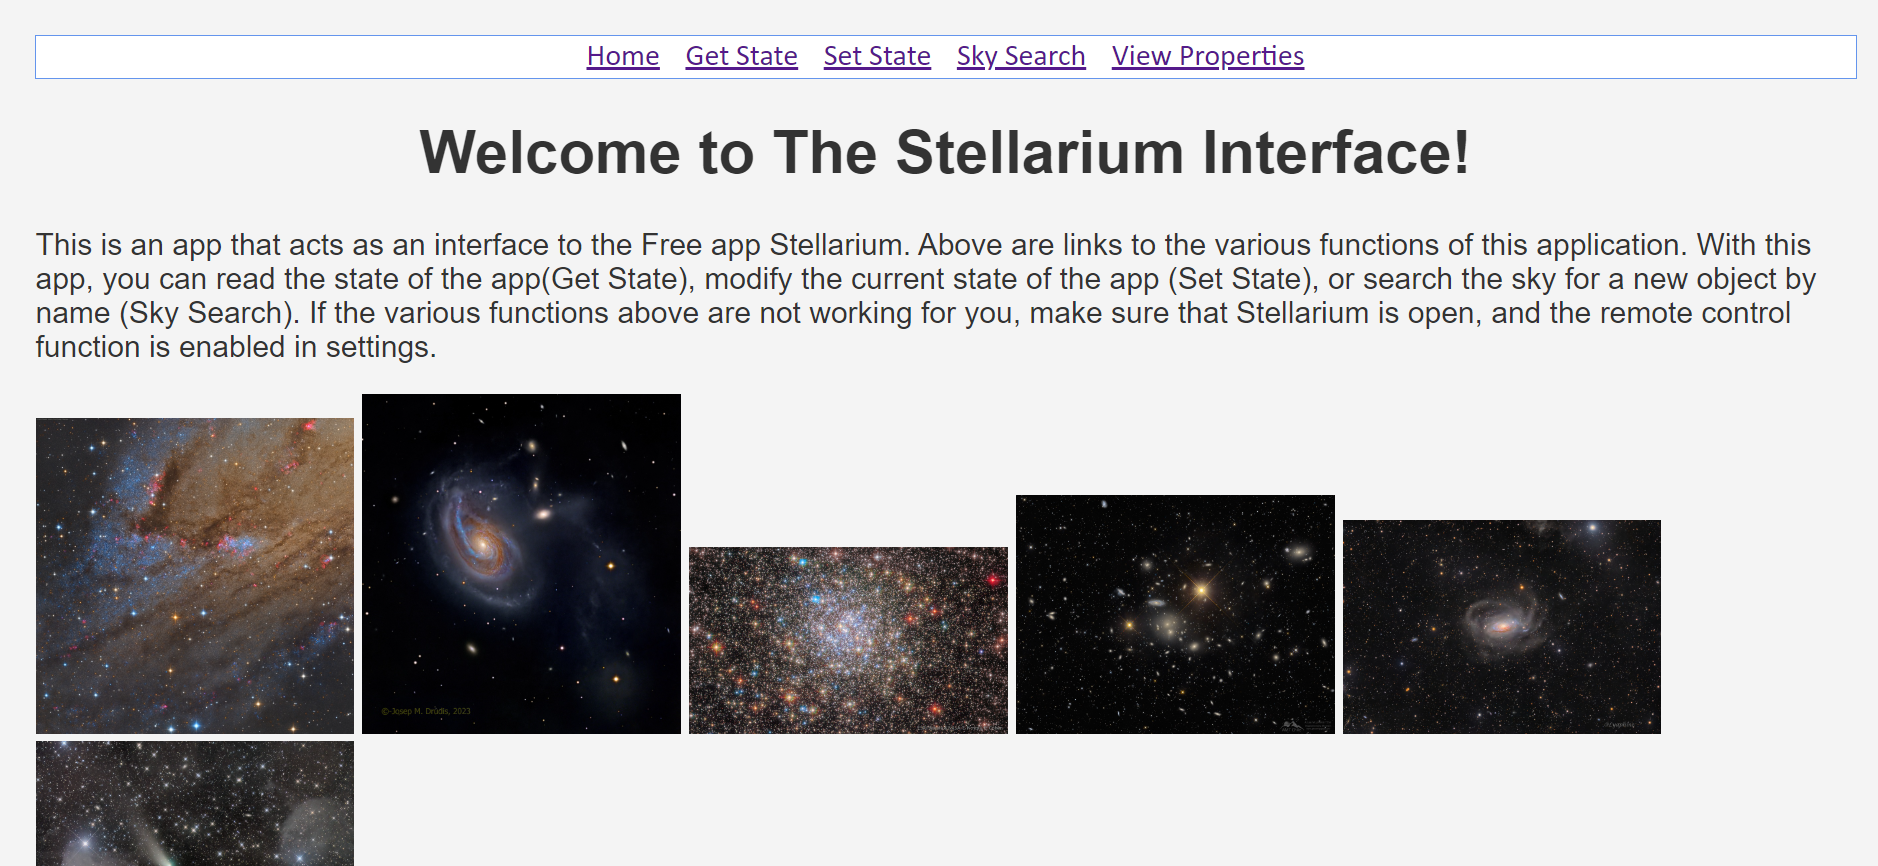 Home Get State Set State Sky Search View Properties
Welcome to The Stellarium Interface!
This is an app that acts as an interface to the Free app Stellarium. Above are links to the various functions of this application. With this
app, you can read the state of the app(Get State), modify the current state of the app (Set State), or search the sky for a new object by
name (Sky Search). If the various functions above are not working for you, make sure that Stellarium is open, and the remote control
function is enabled in settings.
© Josep M. Drudis, 2023